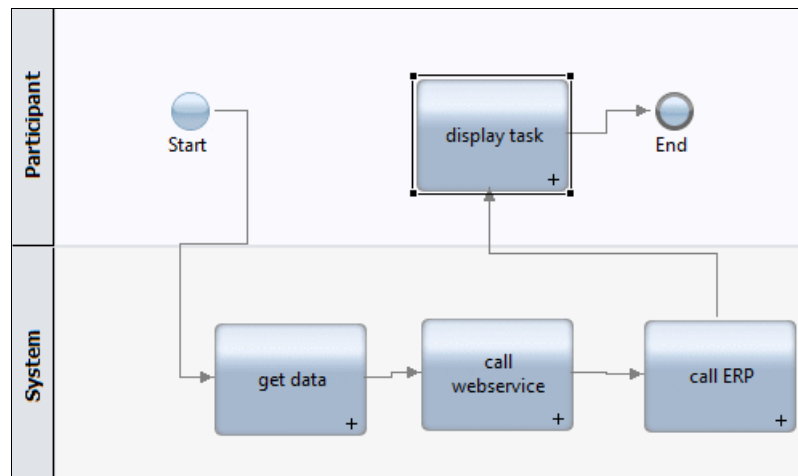 Participant
Start
display task
+
End
System
get data
+
call
webservice
+
call ERP
+